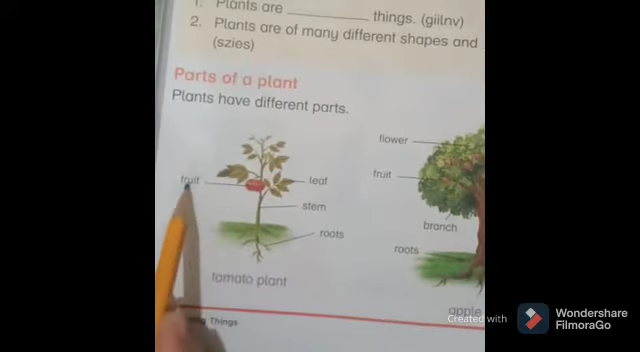 1. Plants are ________ things. (giilnv)
2. Plants are of many different shapes and
(szies)
Parts of a plant
Plants have different parts.
flower
fruit
leaf
fruit
stem
branch
roots
roots
tomato plant
apple
Things
Created with
Wondershare
FilmoraGo